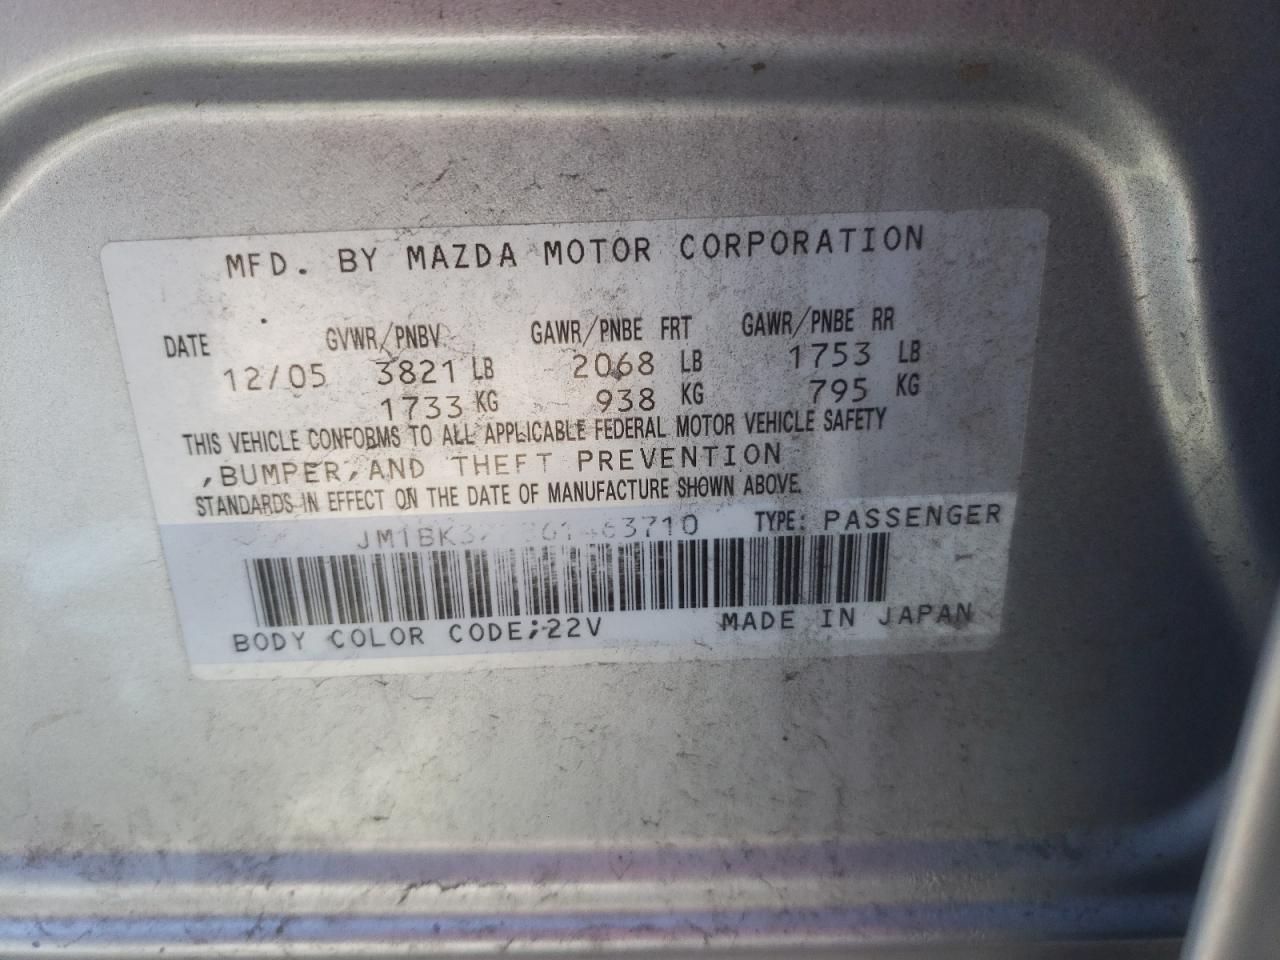 MFD. BY MAZDA MOTOR CORPORATION
DATE GVWR/PNBV GAWR/PNBE FRT GAWR/PNBE RR
12/05 3821 LB 2068 LB 1753 LB
1733 KG 938 KG 795 KG
THIS VEHICLE CONFORMS TO ALL APPLICABLE FEDERAL MOTOR VEHICLE SAFETY
,BUMPER,AND THEFT PREVENTION
STANDARDS IN EFFECT ON THE DATE OF MANUFACTURE SHOWN ABOVE.
TYPE: PASSENGER
BODY COLOR CODE:22V MADE IN JAPAN